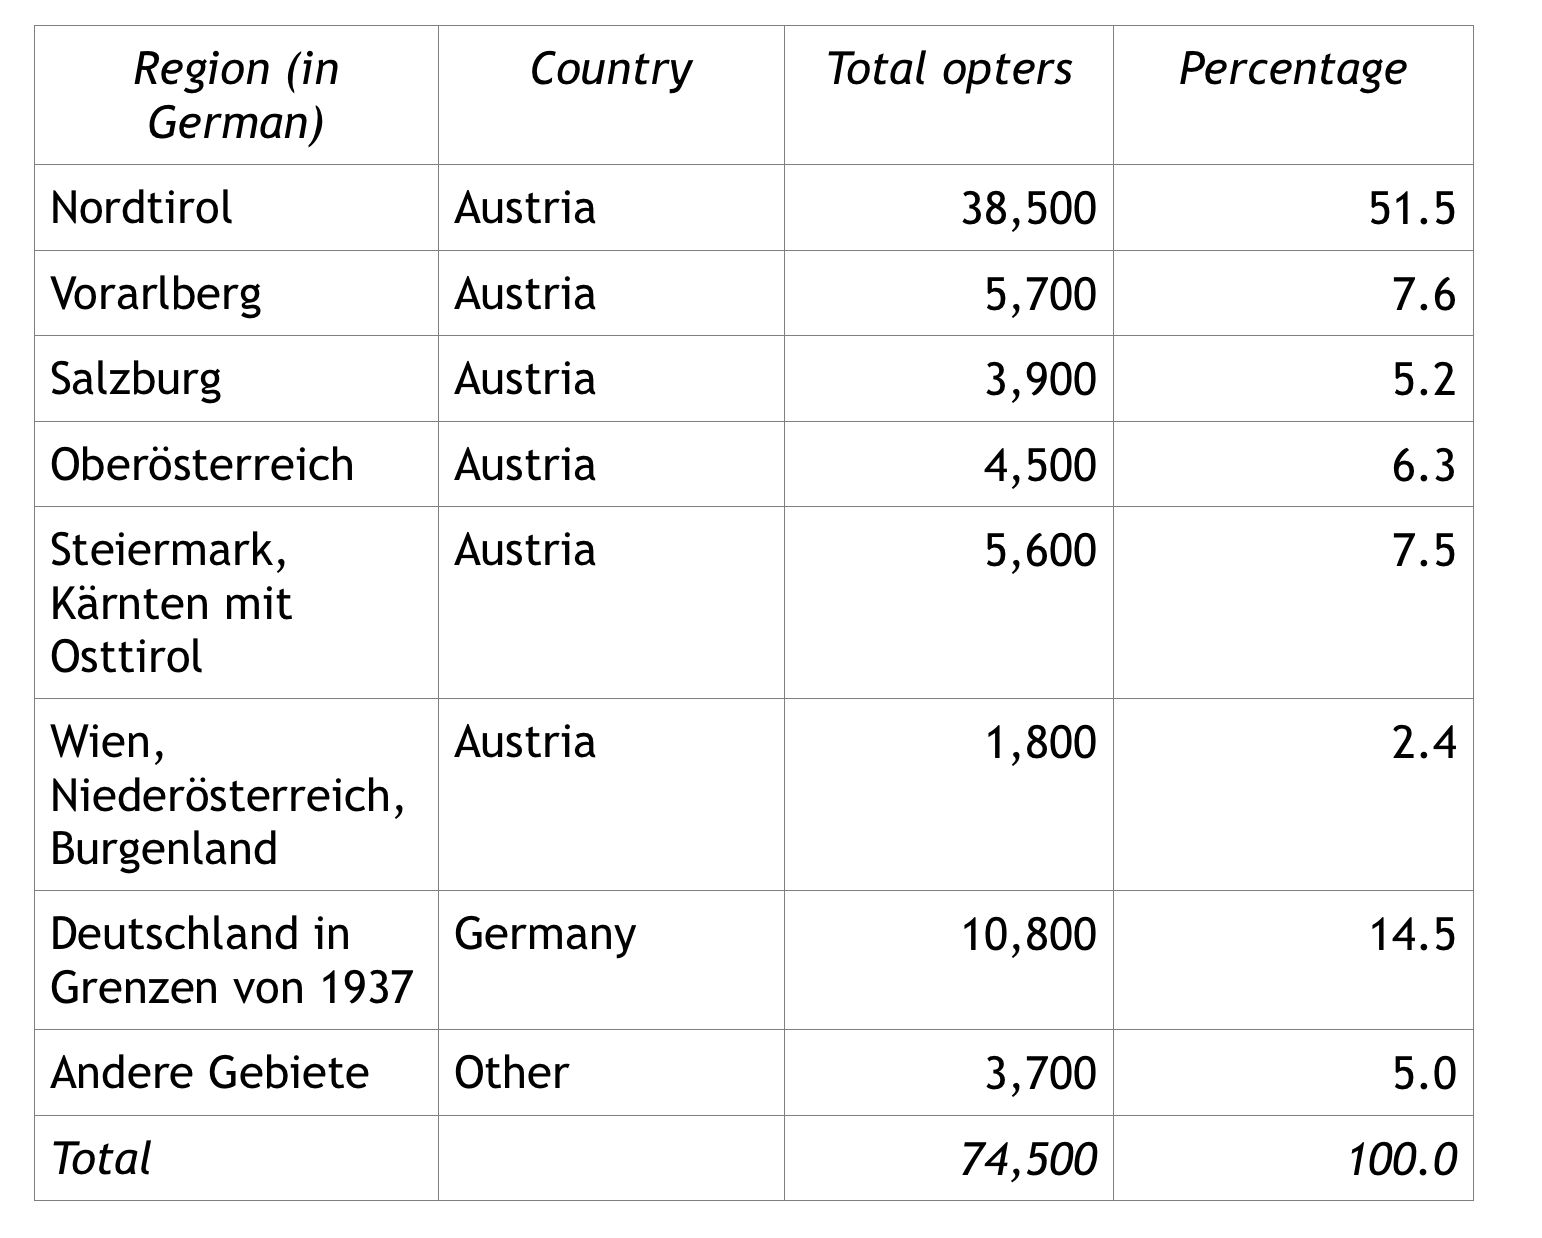 Region (in German) Country Total opters Percentage
Nordtirol Austria 38,500 51.5
Vorarlberg Austria 5,700 7.6
Salzburg Austria 3,900 5.2
Oberösterreich Austria 4,500 6.3
Steiermark, Austria 5,600 7.5
Kärnten mit
Osttirol
Wien, Austria 1,800 2.4
Niederösterreich,
Burgenland
Deutschland in Germany 10,800 14.5
Grenzen von 1937
Andere Gebiete Other 3,700 5.0
Total 74,500 100.0